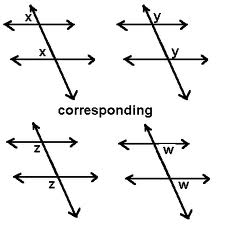 x y
x y
corresponding
z w
z w